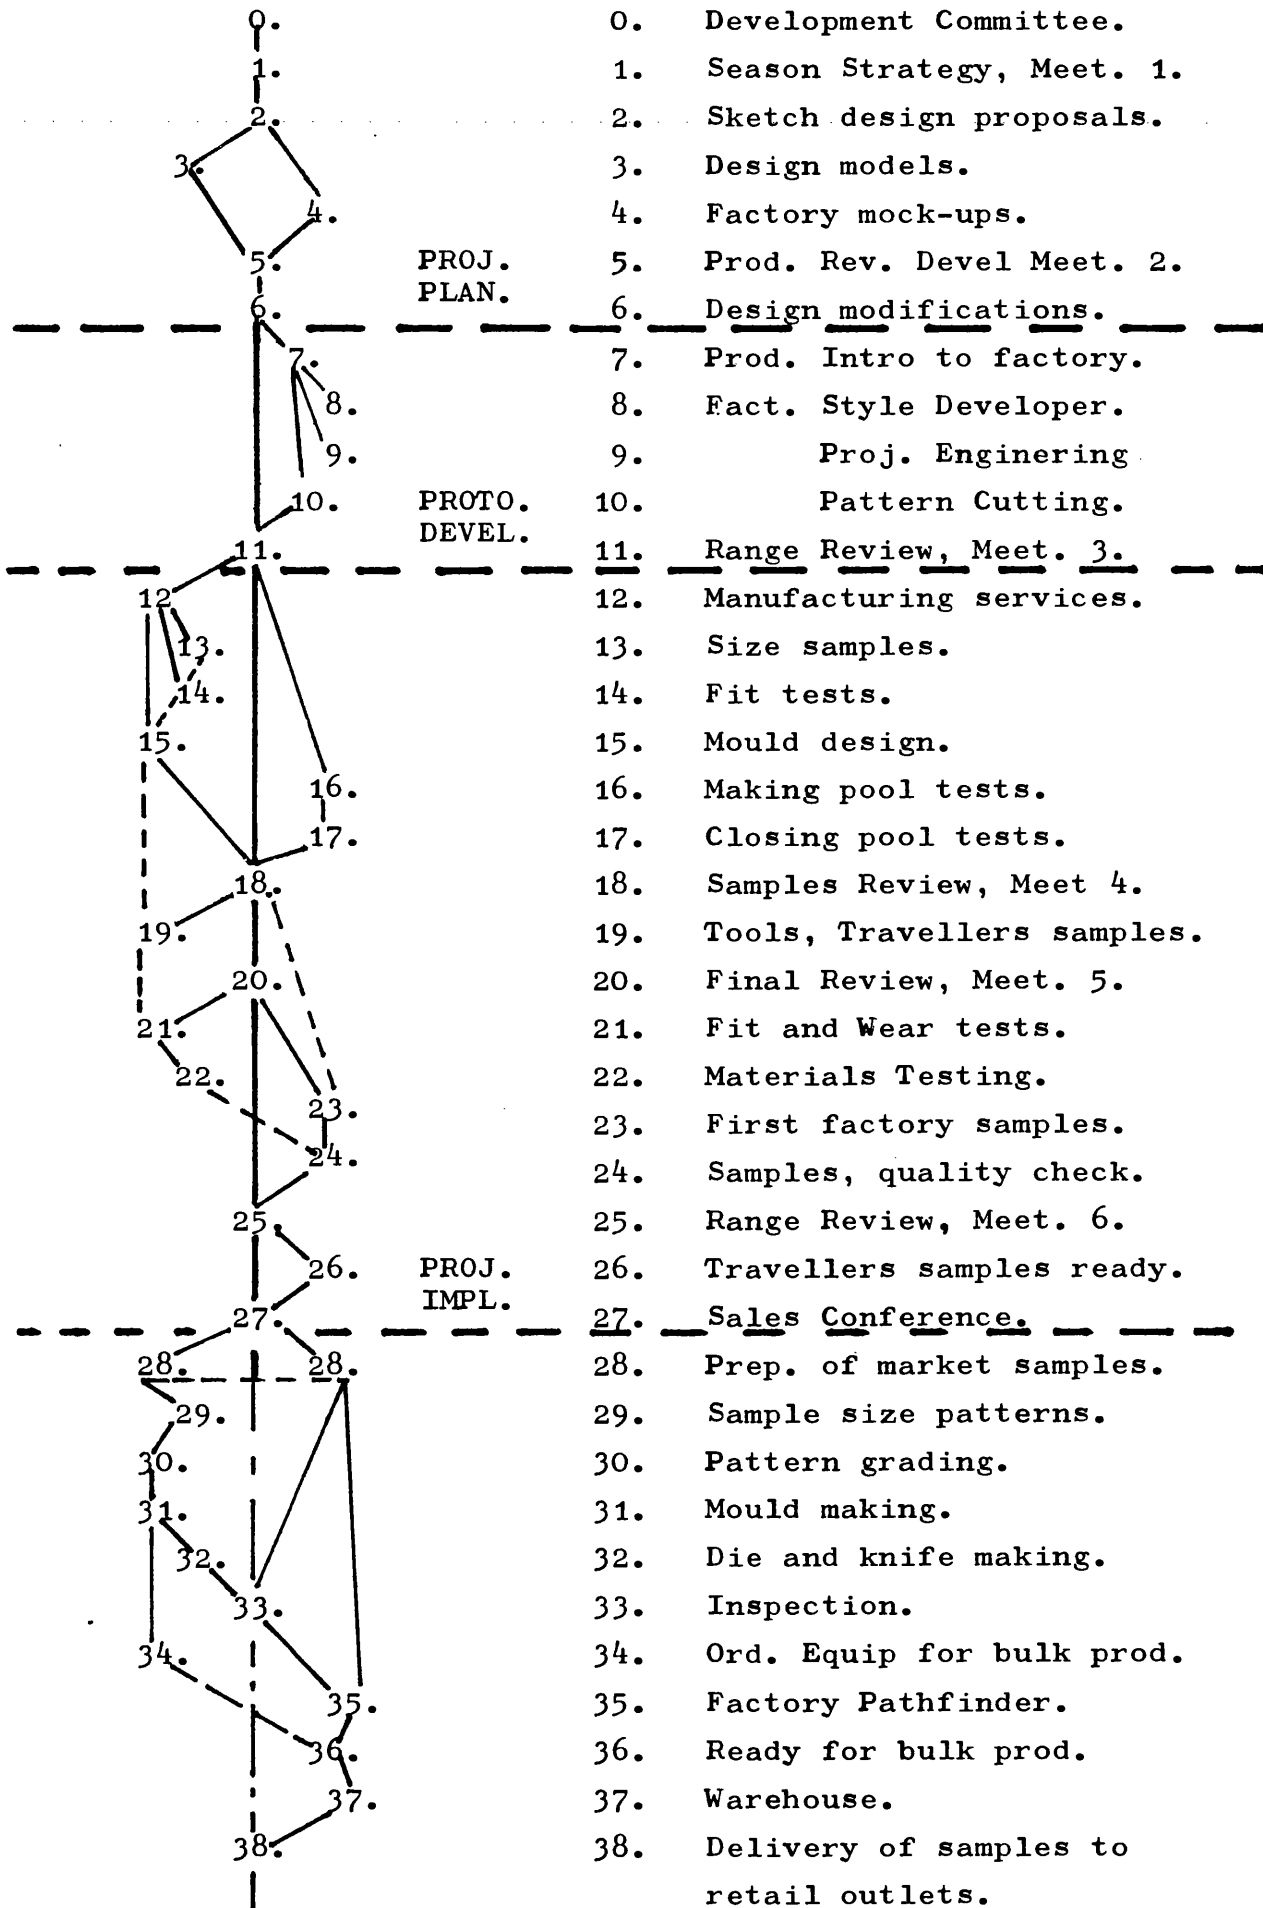 0. 0. Development Committee.
1. 1. Season Strategy, Meet. 1.
2. 2. Sketch design proposals.
3. 3. Design models.
4. 4. Factory mock-ups.
5. PROJ. 5. Prod. Rev. Devel Meet. 2.
PLAN.
6. 6. Design modifications.
7. 7. Prod. Intro to factory.
8. 8. Fact. Style Developer.
9. 9. Proj. Enginering
10. PROTO. 10. Pattern Cutting.
DEVEL.
11. 11. Range Review, Meet. 3.
12 12. Manufacturing services.
13. 13. Size samples.
14. 14. Fit tests.
15. 15. Mould design.
16. 16. Making pool tests.
17. 17. Closing pool tests.
18. 18. Samples Review, Meet 4.
19. 19. Tools, Travellers samples.
20. 20. Final Review, Meet. 5.
21. 21. Fit and Wear tests.
22. 22. Materials Testing.
23. 23. First factory samples.
24. 24. Samples, quality check.
25. 25. Range Review, Meet. 6.
26. PROJ. 26. Travellers samples ready.
IMPL.
27. 27. Sales Conference.
28. 28. 28. Prep. of market samples.
29. 29. Sample size patterns.
30. 30. Pattern grading.
31. 31. Mould making.
32. 32. Die and knife making.
33. 33. Inspection.
34. 34. Ord. Equip for bulk prod.
35. 35. Factory Pathfinder.
36. 36. Ready for bulk prod.
37. 37. Warehouse.
38. 38. Delivery of samples to
retail outlets.